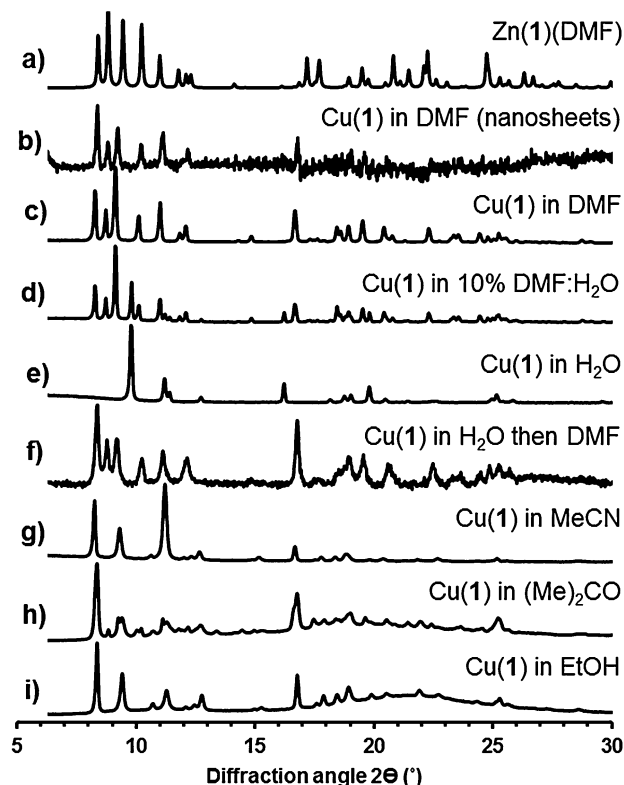 a) Zn(1)(DMF)
b) Cu(1) in DMF (nanosheets)
c) Cu(1) in DMF
d) Cu(1) in 10% DMF:H₂O
e) Cu(1) in H₂O
f) Cu(1) in H₂O then DMF
g) Cu(1) in MeCN
h) Cu(1) in (Me)₂CO
i) Cu(1) in EtOH
5 10 15 20 25 30
Diffraction angle 2ϴ (°)